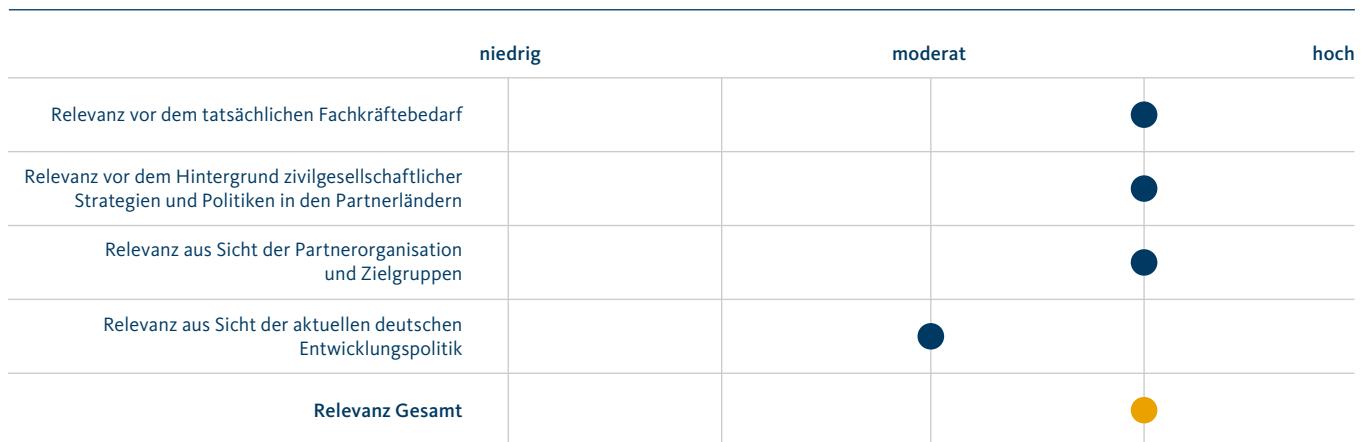 niedrig moderat hoch
Relevanz vor dem tatsächlichen Fachkräftebedarf
Relevanz vor dem Hintergrund zivilgesellschaftlicher
Strategien und Politiken in den Partnerländern
Relevanz aus Sicht der Partnerorganisation
und Zielgruppen
Relevanz aus Sicht der aktuellen deutschen
Entwicklungspolitik
Relevanz Gesamt